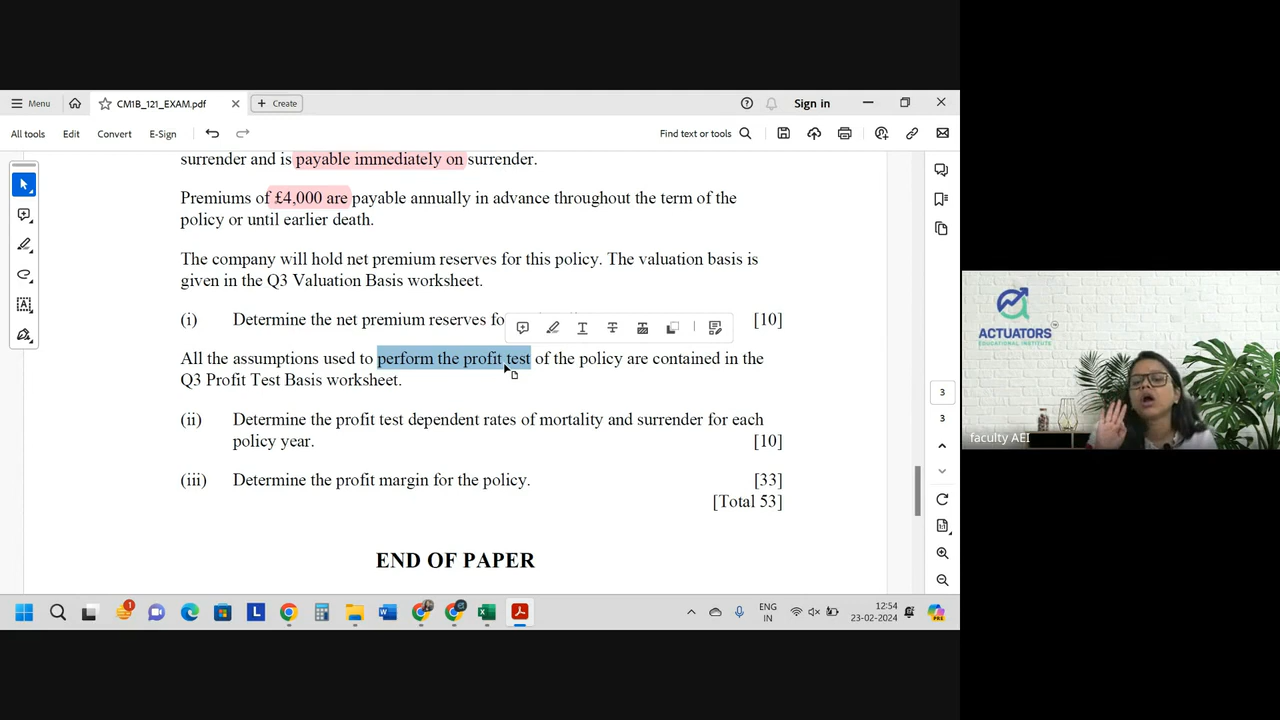 Menu
CM1B_121_EXAM.pdf
Create
Sign in
All tools Edit Convert E-Sign
Find text or tools
surrender and is payable immediately on surrender.
Premiums of £4,000 are payable annually in advance throughout the term of the
policy or until earlier death.
The company will hold net premium reserves for this policy. The valuation basis is
given in the Q3 Valuation Basis worksheet.
(i) Determine the net premium reserves fo [10]
All the assumptions used to perform the profit test of the policy are contained in the
Q3 Profit Test Basis worksheet.
(ii) Determine the profit test dependent rates of mortality and surrender for each
policy year. [10]
(iii) Determine the profit margin for the policy. [33]
[Total 53]
END OF PAPER
3
3
ACTUATORS
EDUCATIONAL INSTITUTE
faculty AEI
1
L
ENG
IN
12:54
23-02-2024